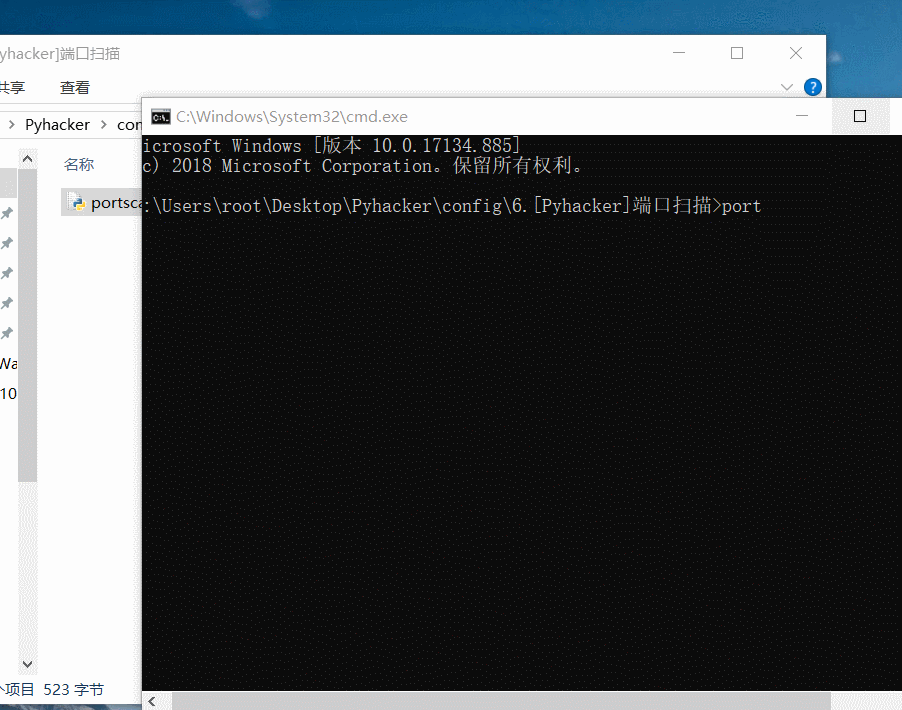 yhacker]端口扫描
共享 查看
Pyhacker con
名称
portsca
Wa
10
个项目 523 字节
C:\Windows\System32\cmd.exe
icrosoft Windows [版本 10.0.17134.885]
c) 2018 Microsoft Corporation。保留所有权利。
:\Users\root\Desktop\Pyhacker\config\6.[Pyhacker]端口扫描>port